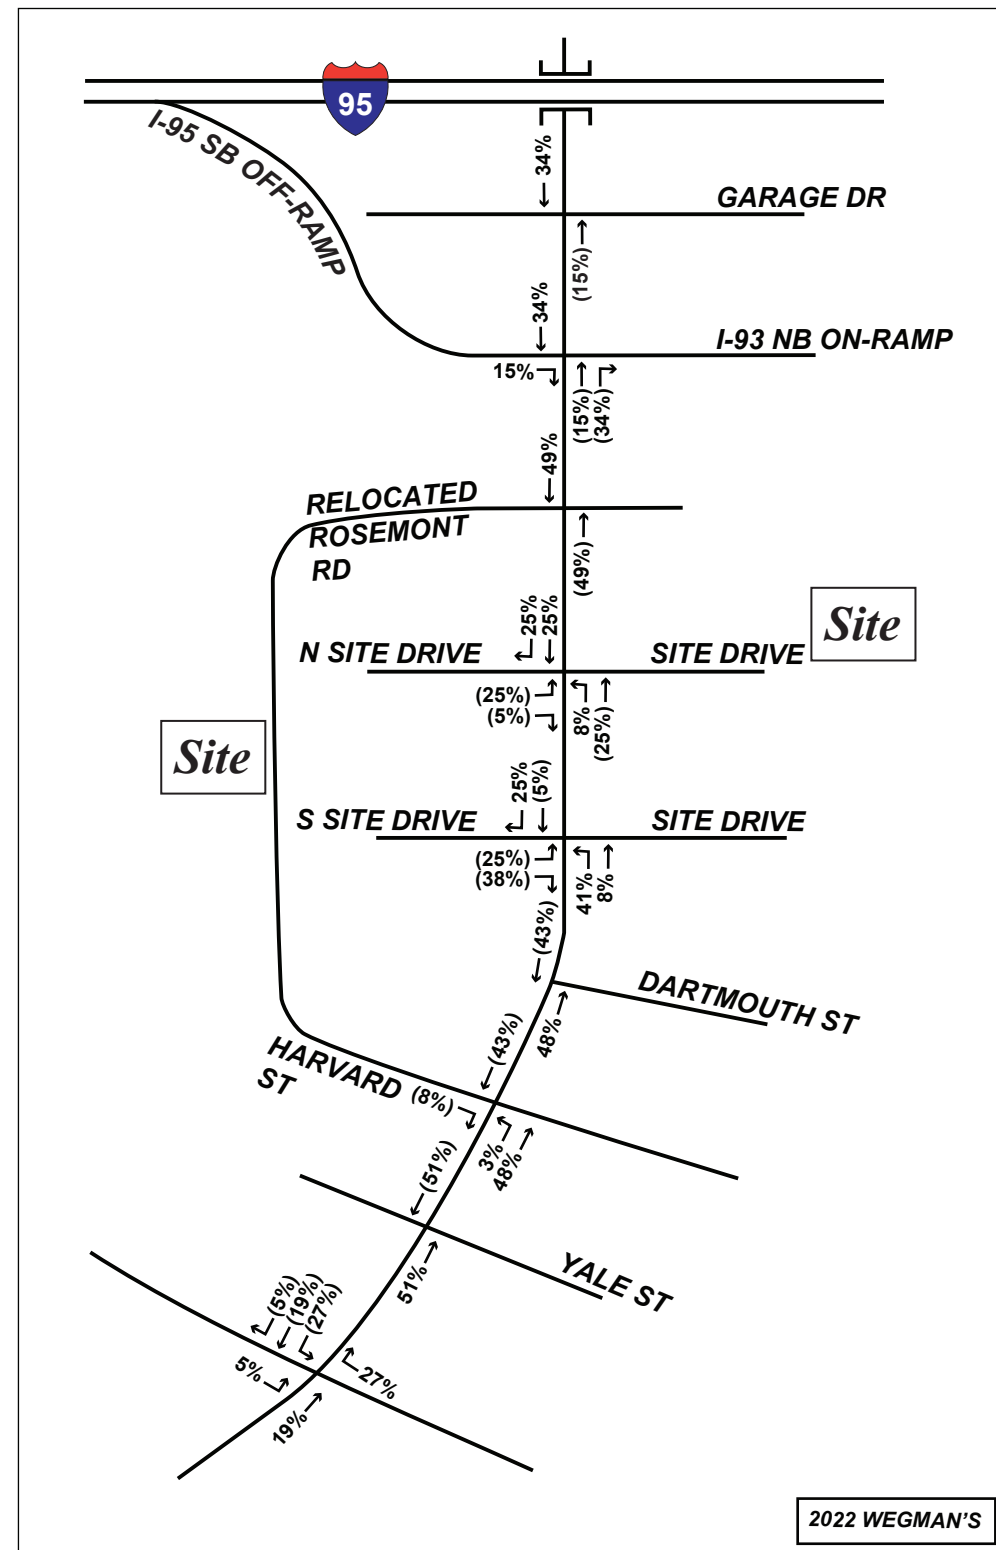 95
I-95 SB OFF-RAMP
34%
GARAGE DR
(15%)
34%
I-93 NB ON-RAMP
15%
(15%)
(34%)
49%
RELOCATED
ROSEMONT
RD
(49%)
25%
25%
Site
N SITE DRIVE
SITE DRIVE
(25%)
(5%)
8%
(25%)
Site
25%
(5%)
S SITE DRIVE
SITE DRIVE
(25%)
(38%)
41%
8%
(43%)
DARTMOUTH ST
(43%)
48%
HARVARD
ST
(8%)
3%
48%
(51%)
51%
YALE ST
(5%)
(19%)
(27%)
5%
27%
19%
2022 WEGMAN'S